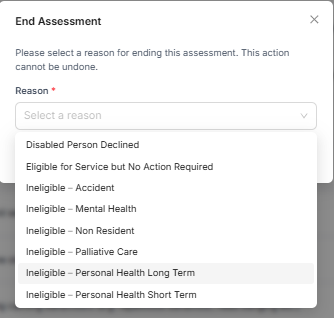 End Assessment
Please select a reason for ending this assessment. This action
cannot be undone.
Reason *
Select a reason
Disabled Person Declined
Eligible for Service but No Action Required
Ineligible – Accident
Ineligible – Mental Health
Ineligible – Non Resident
Ineligible – Palliative Care
Ineligible – Personal Health Long Term
Ineligible – Personal Health Short Term